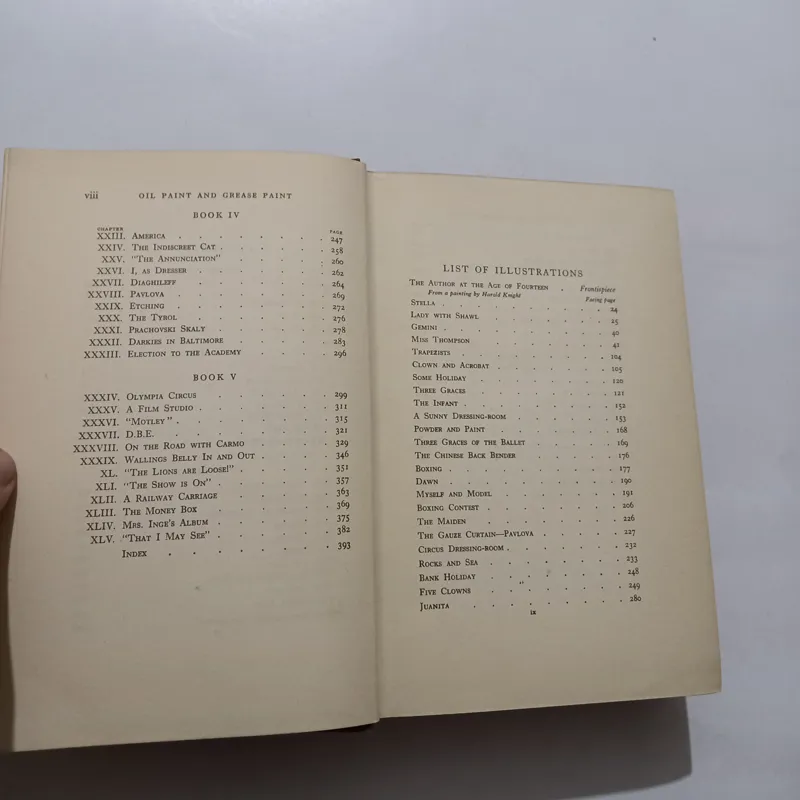 viii OIL PAINT AND GREASE PAINT
BOOK IV
CHAPTER PAGE
XXIII. AMERICA . . . . . . . . 247
XXIV. THE INDISCREET CAT . . . . . . 258
XXV. "THE ANNUNCIATION" . . . . . . 260
XXVI. I, AS DRESSER . . . . . . . 262
XXVII. DIAGHILEFF . . . . . . . 264
XXVIII. PAVLOVA . . . . . . . . 269
XXIX. ETCHING . . . . . . . . 272
XXX. THE TYROL . . . . . . . 276
XXXI. PRACHOVSKI SKALY . . . . . . 278
XXXII. DARKIES IN BALTIMORE . . . . . 283
XXXIII. ELECTION TO THE ACADEMY . . . . 296
BOOK V
XXXIV. OLYMPIA CIRCUS . . . . . . 299
XXXV. A FILM STUDIO . . . . . . . 311
XXXVI. "MOTLEY" . . . . . . . . 315
XXXVII. D.B.E. . . . . . . . . 321
XXXVIII. ON THE ROAD WITH CARMO . . . . 329
XXXIX. WALLINGS BELLY IN AND OUT . . . . 346
XL. "THE LIONS ARE LOOSE!" . . . . . 351
XLI. "THE SHOW IS ON" . . . . . . 357
XLII. A RAILWAY CARRIAGE . . . . . . 363
XLIII. THE MONEY BOX . . . . . . 369
XLIV. MRS. INGE'S ALBUM . . . . . . 375
XLV. "THAT I MAY SEE" . . . . . . 382
INDEX . . . . . . . . 393
LIST OF ILLUSTRATIONS
THE AUTHOR AT THE AGE OF FOURTEEN . Frontispiece
From a painting by Harold Knight Facing page
STELLA . . . . . . . . . 24
LADY WITH SHAWL . . . . . . . 25
GEMINI . . . . . . . . . 40
MISS THOMPSON . . . . . . . 41
TRAPEZISTS . . . . . . . . 104
CLOWN AND ACROBAT . . . . . . 105
SOME HOLIDAY . . . . . . . 120
THREE GRACES . . . . . . . 121
THE INFANT . . . . . . . . 152
A SUNNY DRESSING-ROOM . . . . . . 153
POWDER AND PAINT . . . . . . . 168
THREE GRACES OF THE BALLET . . . . . 169
THE CHINESE BACK BENDER . . . . . 176
BOXING . . . . . . . . . 177
DAWN . . . . . . . . . 190
MYSELF AND MODEL . . . . . . . 191
BOXING CONTEST . . . . . . . 206
THE MAIDEN . . . . . . . . 226
THE GAUZE CURTAIN—PAVLOVA . . . . . 227
CIRCUS DRESSING-ROOM . . . . . . . 232
ROCKS AND SEA . . . . . . . 233
BANK HOLIDAY . . . . . . . 248
FIVE CLOWNS . . . . . . . . 249
JUANITA . . . . . . . . 280
ix